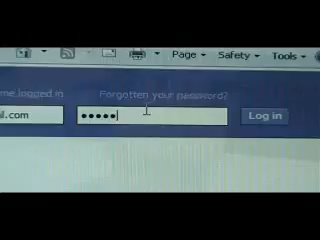 Page Safety Tools
me logged in Forgotten your password?
il.com ••••• Log in